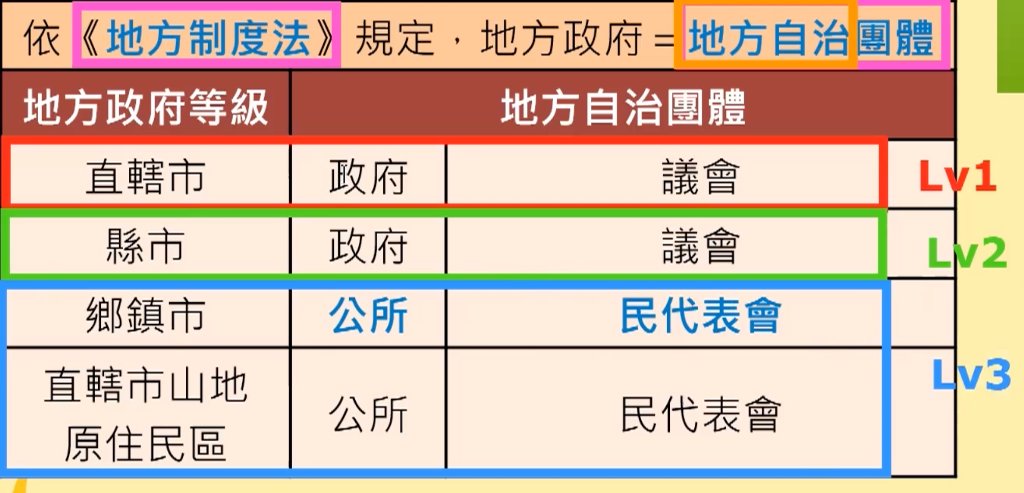 依《地方制度法》規定，地方政府＝地方自治團體
地方政府等級 地方自治團體
直轄市 政府 議會 Lv1
縣市 政府 議會 Lv2
鄉鎮市 公所 民代表會
直轄市山地
原住民區 公所 民代表會 Lv3